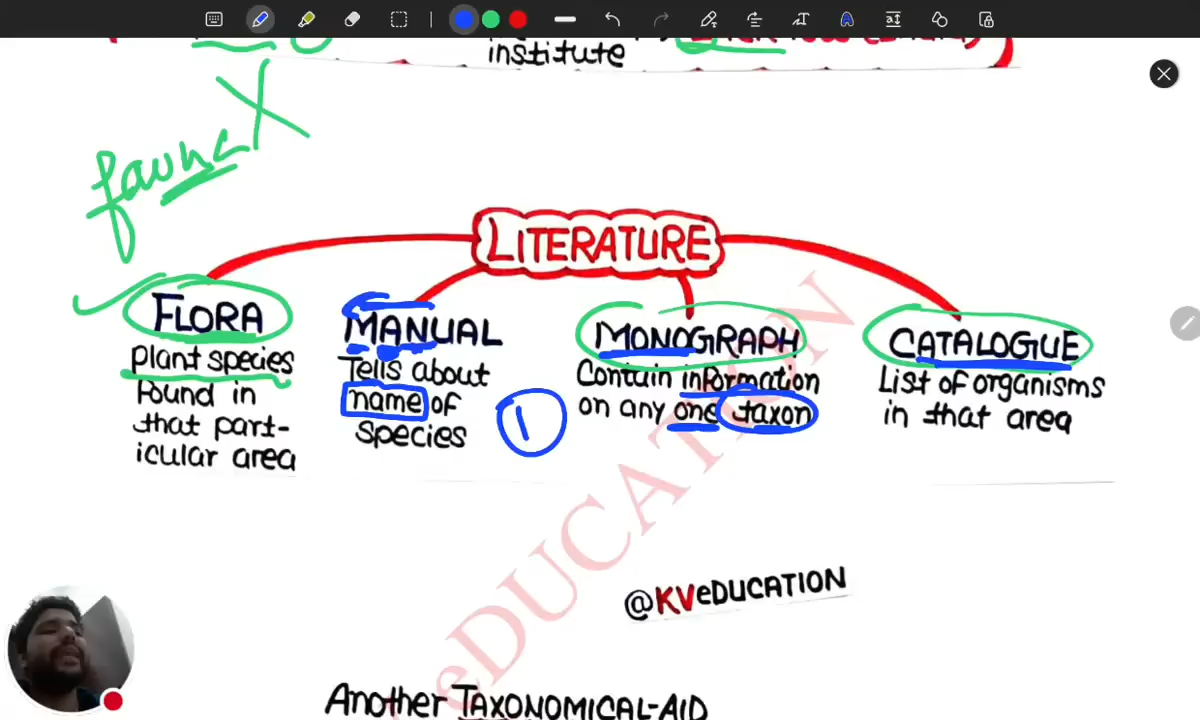 institute
fauna X
LITERATURE
FLORA
Plant species
Found in
that part-
icular area
MANUAL
Tells about
name of
species
1
MONOGRAPH
Contain information
on any one taxon
CATALOGUE
List of organisms
in that area
eDUCATION
@KVeDUCATION
Another TAXONOMICAL-AID